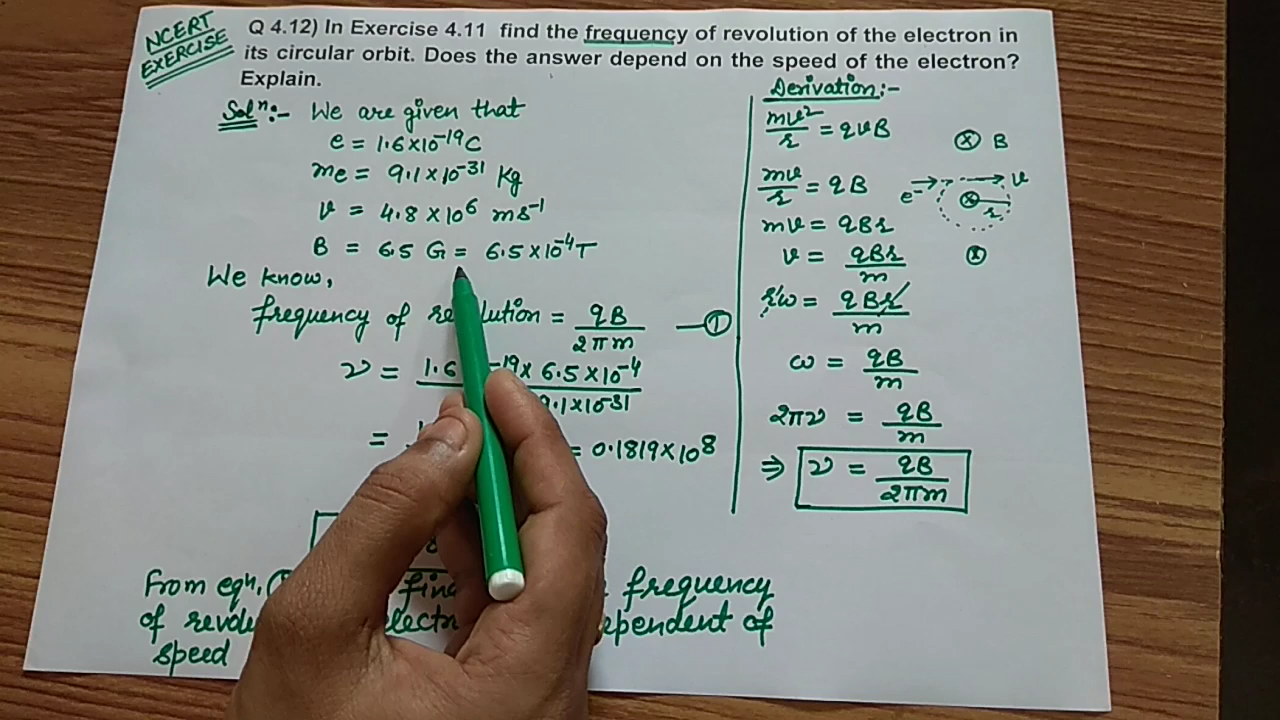 NCERT
EXERCISE
Q 4.12) In Exercise 4.11 find the frequency of revolution of the electron in
its circular orbit. Does the answer depend on the speed of the electron?
Explain.
Solⁿ:- We are given that
e = 1.6×10⁻¹⁹C
me = 9.1×10⁻³¹ Kg
v = 4.8×10⁶ ms⁻¹
B = 6.5 G = 6.5×10⁻⁴T
We know,
frequency of revolution = qB / 2πm —①
ν = 1.6 ⁻¹⁹× 6.5×10⁻⁴ / 9.1×10⁻³¹
= = 0.1819×10⁸
From eqn. frequency
of electr ependent of
speed
Derivation:-
mv²/r = qvB
mv/r = qB
mv = qBr
v = qBr/m
rω = qBr/m
ω = qB/m
2πν = qB/m
⇒ ν = qB/2πm
⊗ B
e⁻ v
⊗ r
⊗